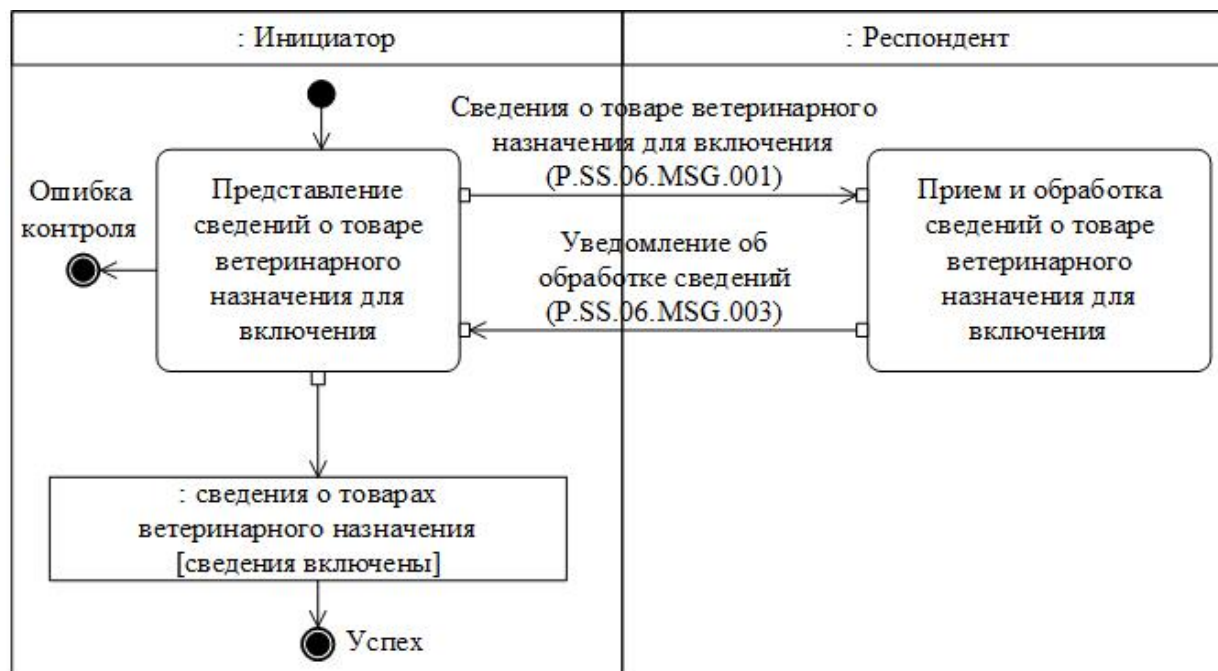 : Инициатор
: Респондент
Сведения о товаре ветеринарного
назначения для включения
(P.SS.06.MSG.001)
Ошибка
контроля
Представление
сведений о товаре
ветеринарного
назначения для
включения
Уведомление об
обработке сведений
(P.SS.06.MSG.003)
Прием и обработка
сведений о товаре
ветеринарного
назначения для
включения
: сведения о товарах
ветеринарного назначения
[сведения включены]
Успех